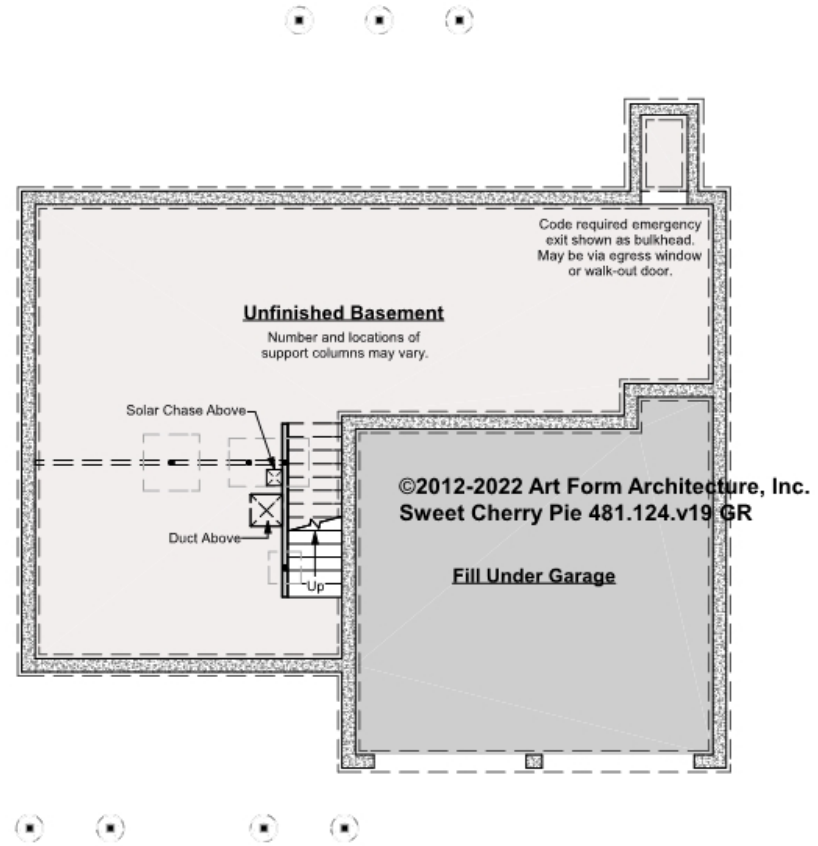 Code required emergency
exit shown as bulkhead.
May be via egress window
or walk-out door.
Unfinished Basement
Number and locations of
support columns may vary.
Solar Chase Above
©2012-2022 Art Form Architecture, Inc.
Sweet Cherry Pie 481.124.v19 GR
Duct Above
Fill Under Garage
Up